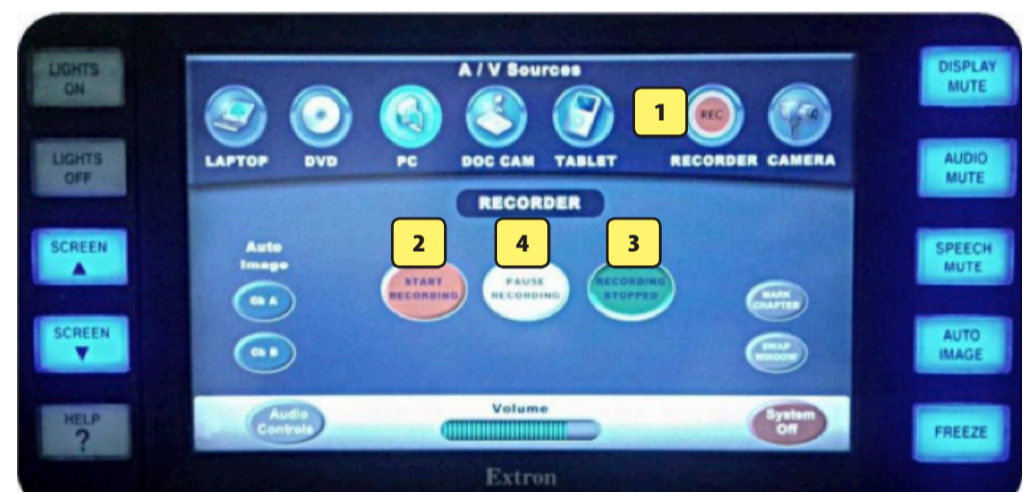 LIGHTS
ON
LIGHTS
OFF
SCREEN
SCREEN
HELP
?
A / V Sources
1
REC
LAPTOP DVD PC DOC CAM TABLET RECORDER CAMERA
RECORDER
2 4 3
Auto
Image
START
RECORDING
PAUSE
RECORDING
RECORDING
STOPPED
Ch A
Ch B
MARK
CHAPTER
SWAP
WINDOW
Audio
Controls
Volume
System
Off
Extron
DISPLAY
MUTE
AUDIO
MUTE
SPEECH
MUTE
AUTO
IMAGE
FREEZE